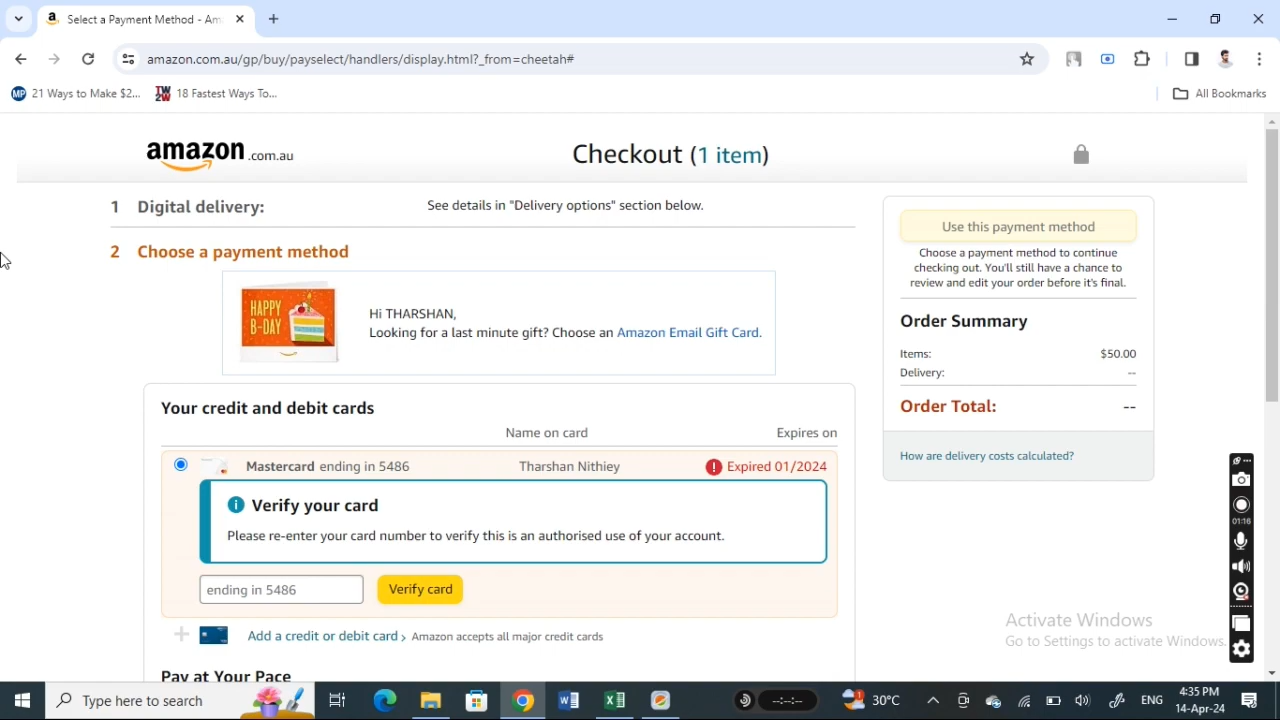 Select a Payment Method - Am
amazon.com.au/gp/buy/payselect/handlers/display.html?_from=cheetah#
MP 21 Ways to Make $2...
TW 2W 18 Fastest Ways To...
All Bookmarks
amazon.com.au
Checkout (1 item)
1 Digital delivery:
See details in "Delivery options" section below.
2 Choose a payment method
HAPPY
B-DAY
Hi THARSHAN,
Looking for a last minute gift? Choose an Amazon Email Gift Card.
Your credit and debit cards
Name on card
Expires on
Mastercard ending in 5486
Tharshan Nithiey
Expired 01/2024
Verify your card
Please re-enter your card number to verify this is an authorised use of your account.
ending in 5486
Verify card
Add a credit or debit card › Amazon accepts all major credit cards
Pay at Your Pace
Use this payment method
Choose a payment method to continue
checking out. You'll still have a chance to
review and edit your order before it's final.
Order Summary
Items: $50.00
Delivery: --
Order Total: --
How are delivery costs calculated?
01:16
Activate Windows
Go to Settings to activate Windows.
Type here to search
--:--:--
30°C
ENG
4:35 PM
14-Apr-24